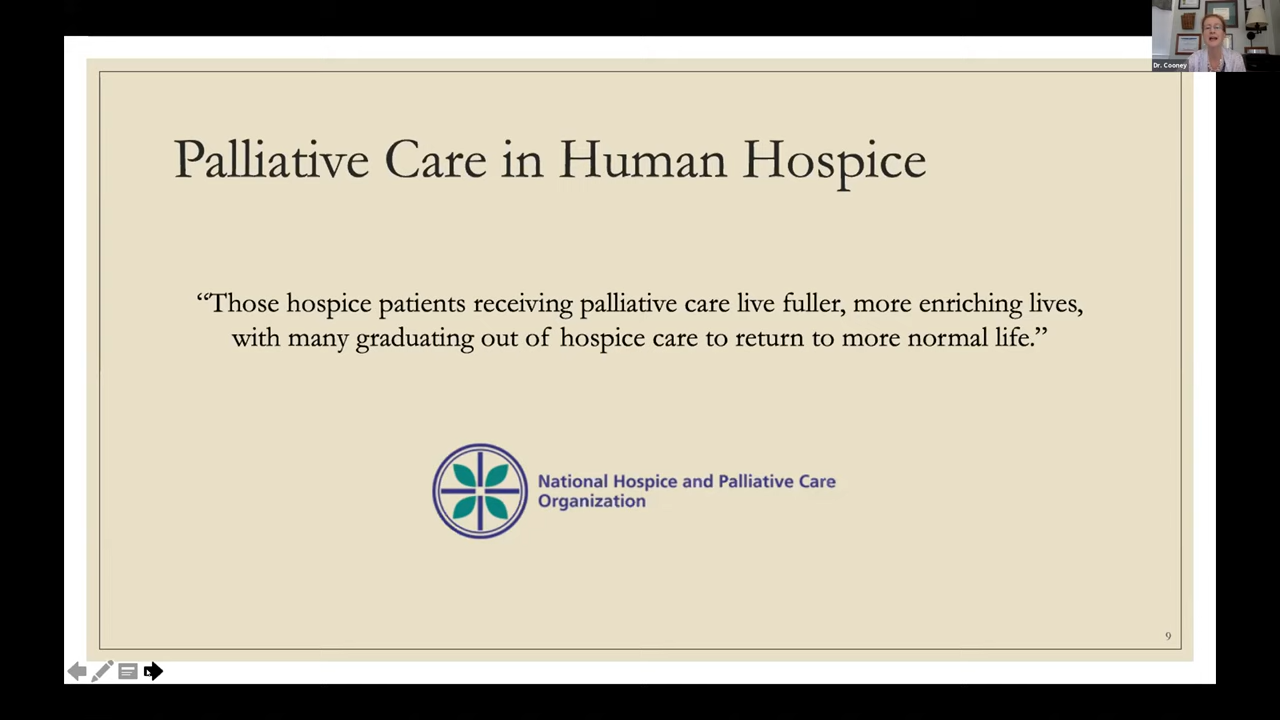 Dr. Cooney
Palliative Care in Human Hospice
“Those hospice patients receiving palliative care live fuller, more enriching lives,
with many graduating out of hospice care to return to more normal life.”
National Hospice and Palliative Care
Organization
9